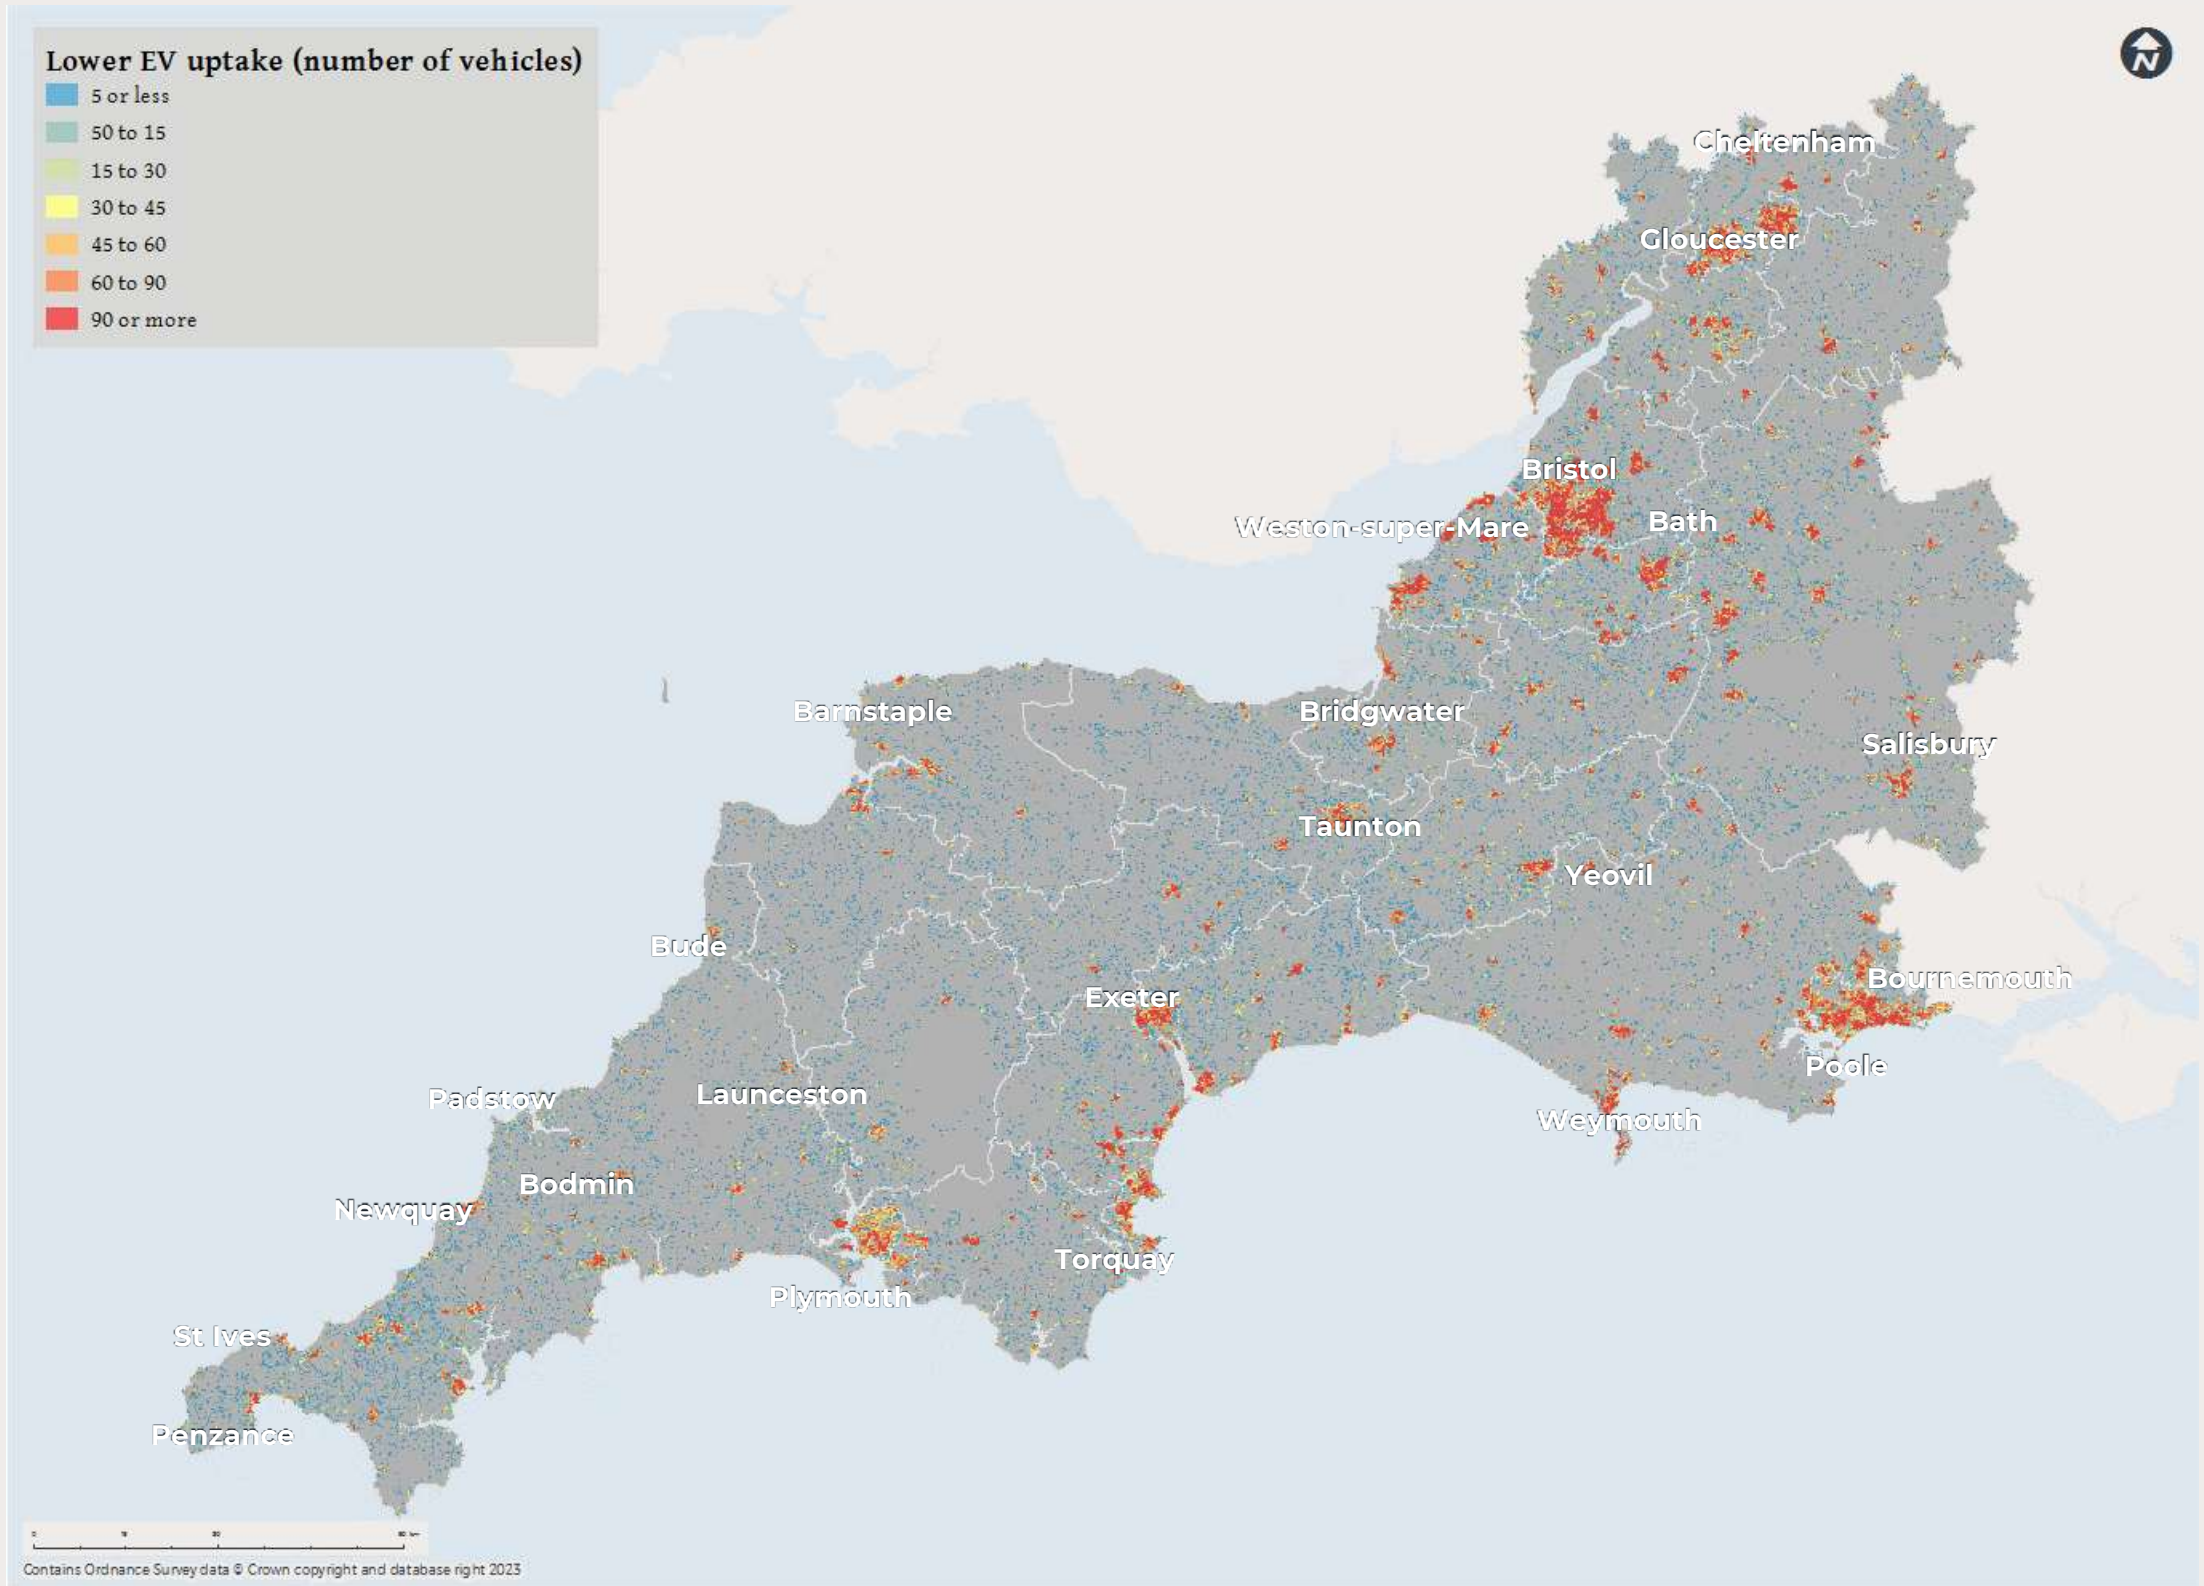 Lower EV uptake (number of vehicles)
5 or less
50 to 15
15 to 30
30 to 45
45 to 60
60 to 90
90 or more
N
Cheltenham
Gloucester
Bristol
Weston-super-Mare
Bath
Barnstaple
Bridgwater
Salisbury
Taunton
Yeovil
Bude
Bournemouth
Exeter
Poole
Padstow
Launceston
Weymouth
Bodmin
Newquay
Torquay
Plymouth
St Ives
Penzance
Contains Ordnance Survey data © Crown copyright and database right 2023